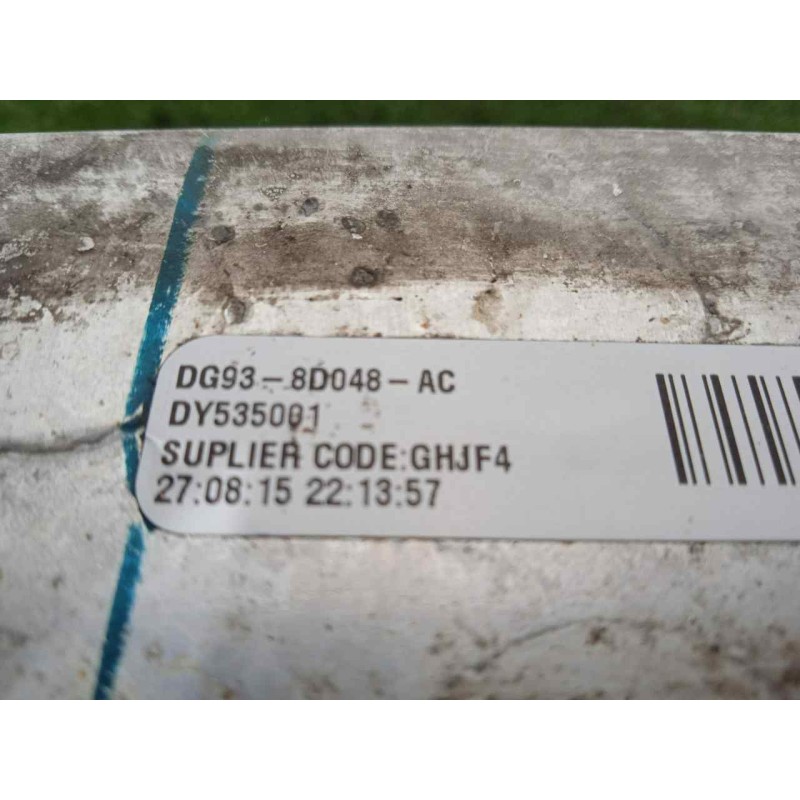 DG93-8D048-AC
DY535001
SUPLIER CODE:GHJF4
27:08:15 22:13:57